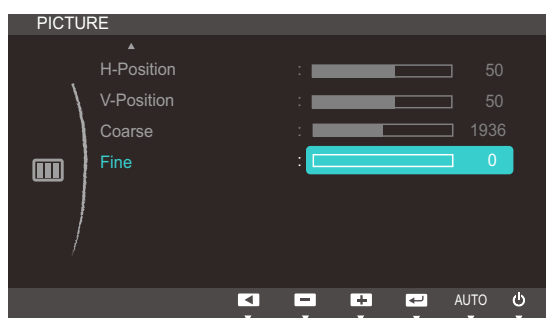 PICTURE
H-Position : 50
V-Position : 50
Coarse : 1936
Fine : 0
AUTO